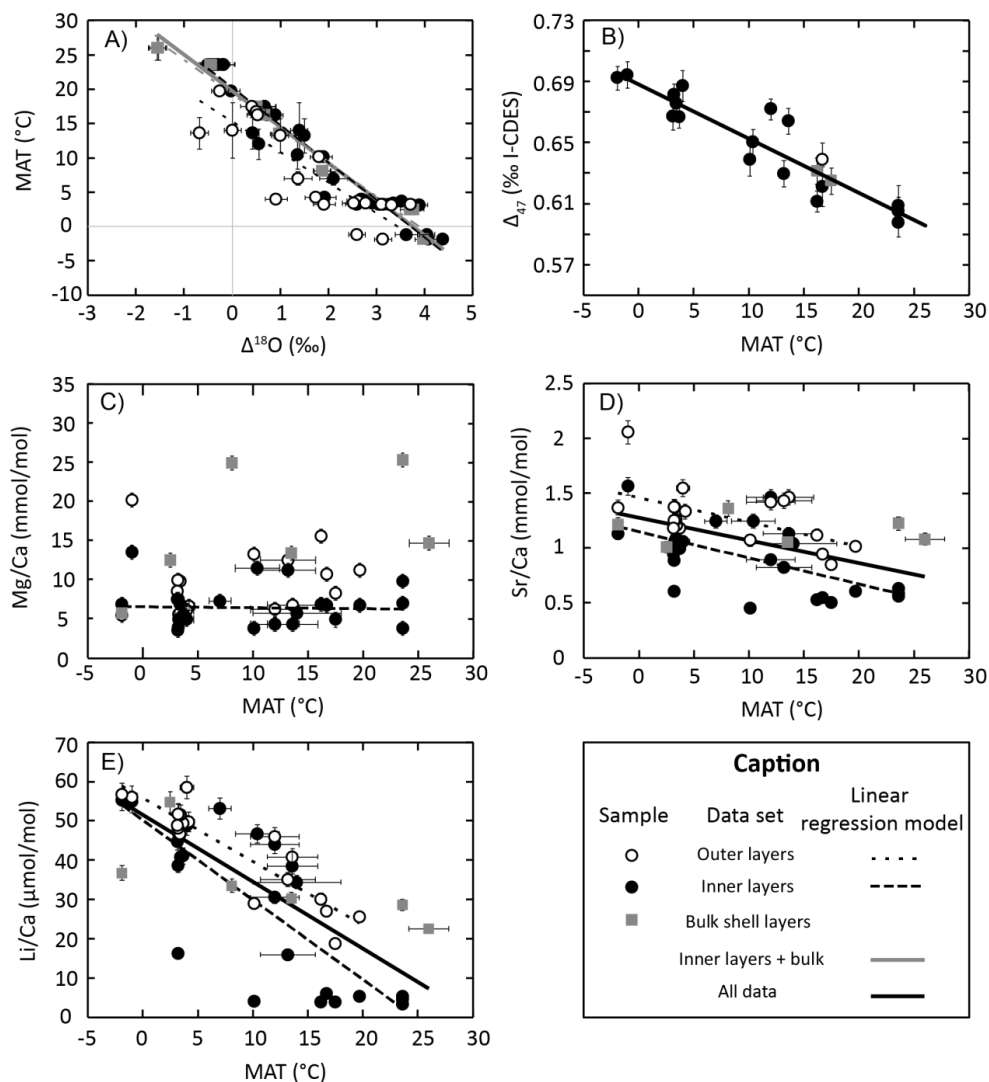 A)
MAT (°C)
30
25
20
15
10
5
0
-5
-10
-3 -2 -1 0 1 2 3 4 5
Δ¹⁸O (‰)
B)
Δ₄₇ (‰ I-CDES)
0.69
0.65
0.61
0.57
-5 0 5 10 15 20 25 30
MAT (°C)
C)
Mg/Ca (mmol/mol)
35
30
25
20
15
10
5
0
-5 0 5 10 15 20 25 30
MAT (°C)
D)
Sr/Ca (mmol/mol)
2.5
2
1.5
1
0.5
0
-5 0 5 10 15 20 25 30
MAT (°C)
E)
Li/Ca (µmol/mol)
70
60
50
40
30
20
10
0
-5 0 5 10 15 20 25 30
MAT (°C)
Caption
Sample Data set Linear
regression model
Outer layers
Inner layers
Bulk shell layers
Inner layers + bulk
All data